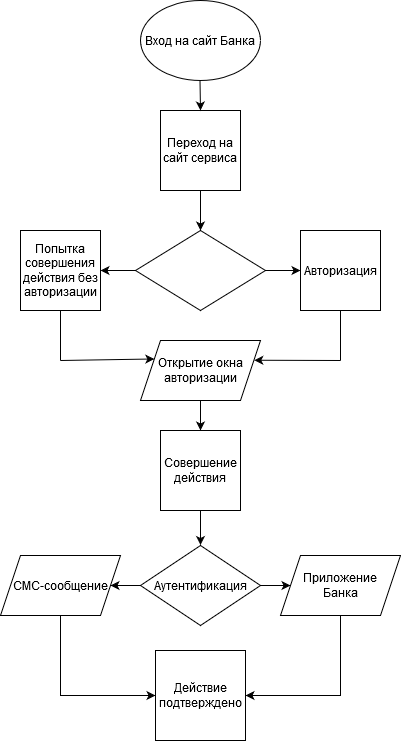 Вход на сайт Банка
Переход на
сайт сервиса
Попытка
совершения
действия без
авторизации
Авторизация
Открытие окна
авторизации
Совершение
действия
СМС-сообщение
Аутентификация
Приложение
Банка
Действие
подтверждено